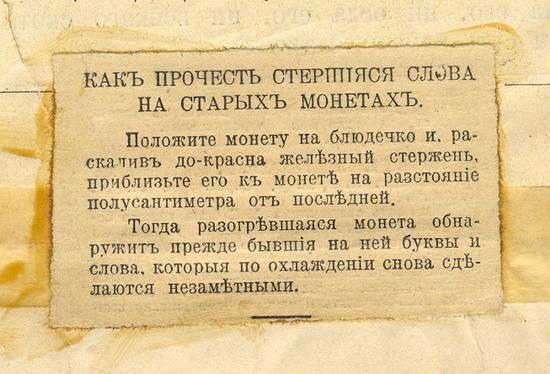 КАКЪ ПРОЧЕСТЬ СТЕРШІЯСЯ СЛОВА
НА СТАРЫХЪ МОНЕТАХЪ.
Положите монету на блюдечко и, ра-
скаливъ до-красна желѣзный стержень,
приблизьте его къ монетѣ на разстояніе
полусантиметра отъ послѣдней.
Тогда разогрѣвшаяся монета обна-
ружитъ прежде бывшія на ней буквы и
слова, которыя по охлажденіи снова сдѣ-
лаются незамѣтными.